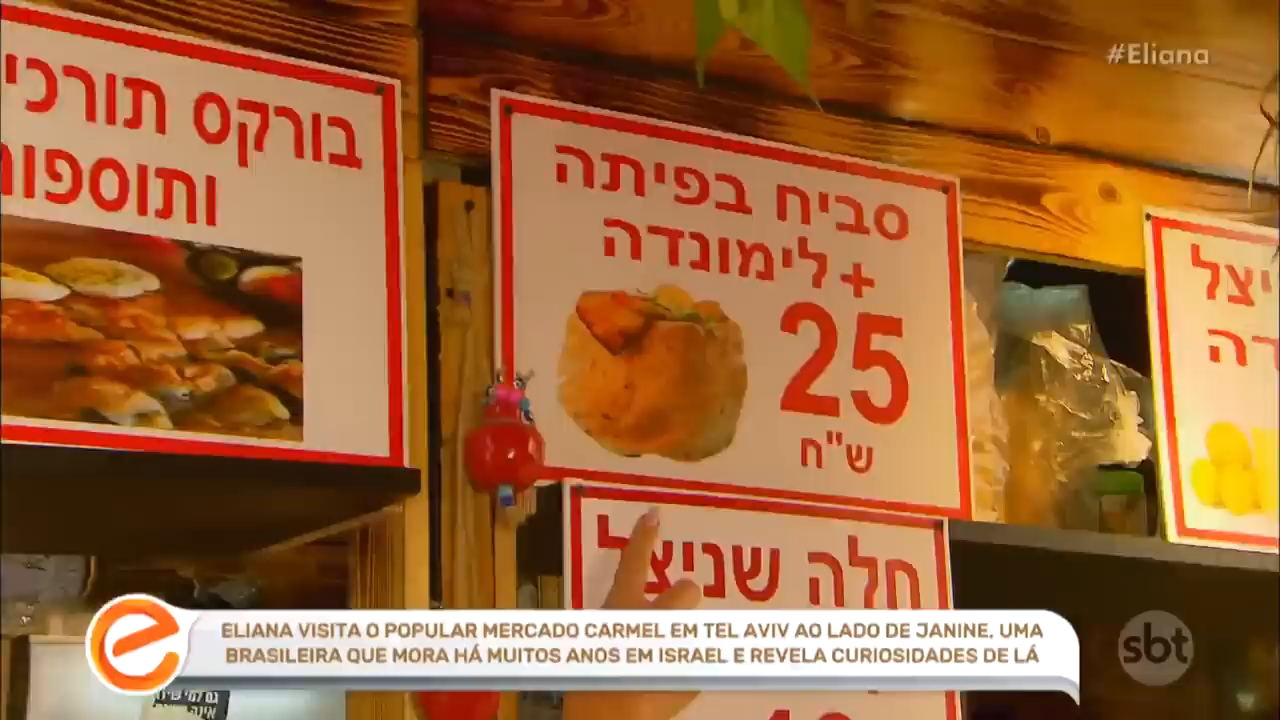 #Eliana
בורקס תורכי
סביח בפיתה
+ לימונדה
25
ש"ח
חלה שניצל
ELIANA VISITA O POPULAR MERCADO CARMEL EM TEL AVIV AO LADO DE JANINE, UMA
BRASILEIRA QUE MORA HÁ MUITOS ANOS EM ISRAEL E REVELA CURIOSIDADES DE LÁ
sbt